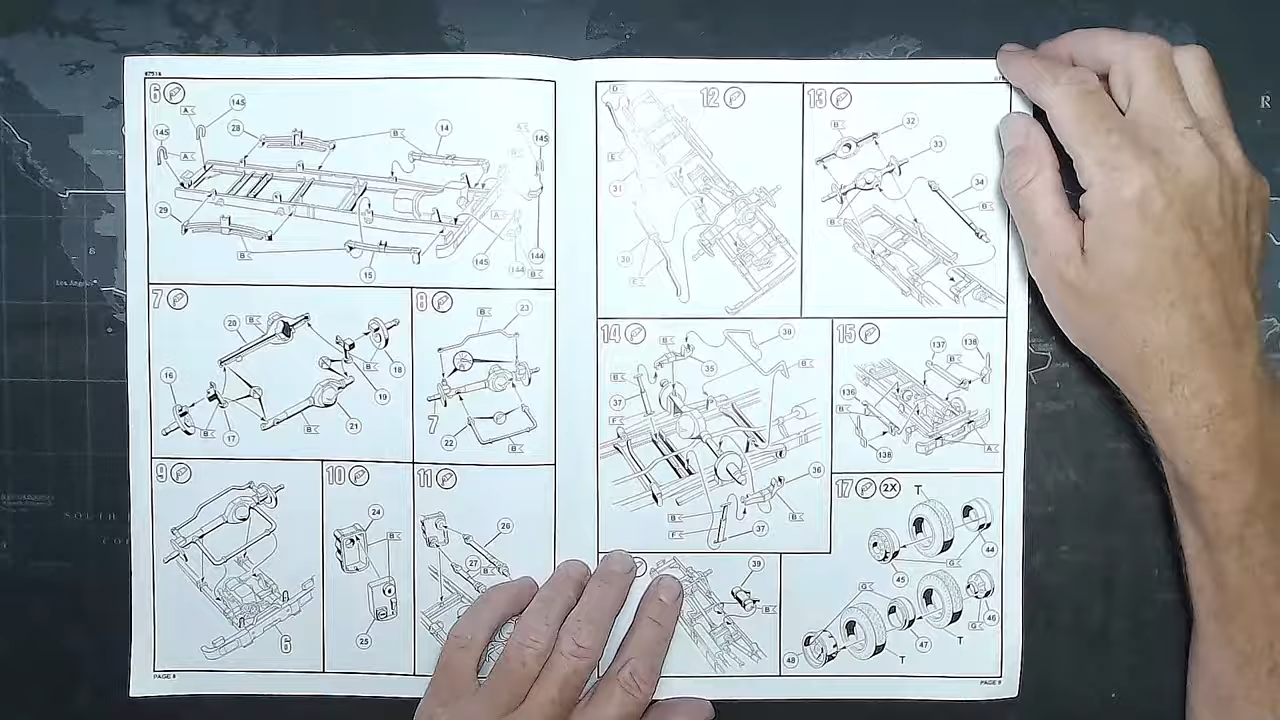 6
A
145
145
A
28
B
14
A
145
29
B
15
A
145
144
144
B
7
20
B
18
B
16
19
B
17
21
B
8
B
23
7
22
B
9
6
10
24
B
25
11
26
27
B
PAGE 8
12
D
E
31
30
E
13
B
32
33
34
B
B
14
B
38
35
B
B
37
F
36
B
B
F
37
15
137
138
B
136
B
138
A
39
B
17
2X
T
44
G
45
G
46
G
47
T
48
T
PAGE 9
SOUTH
R